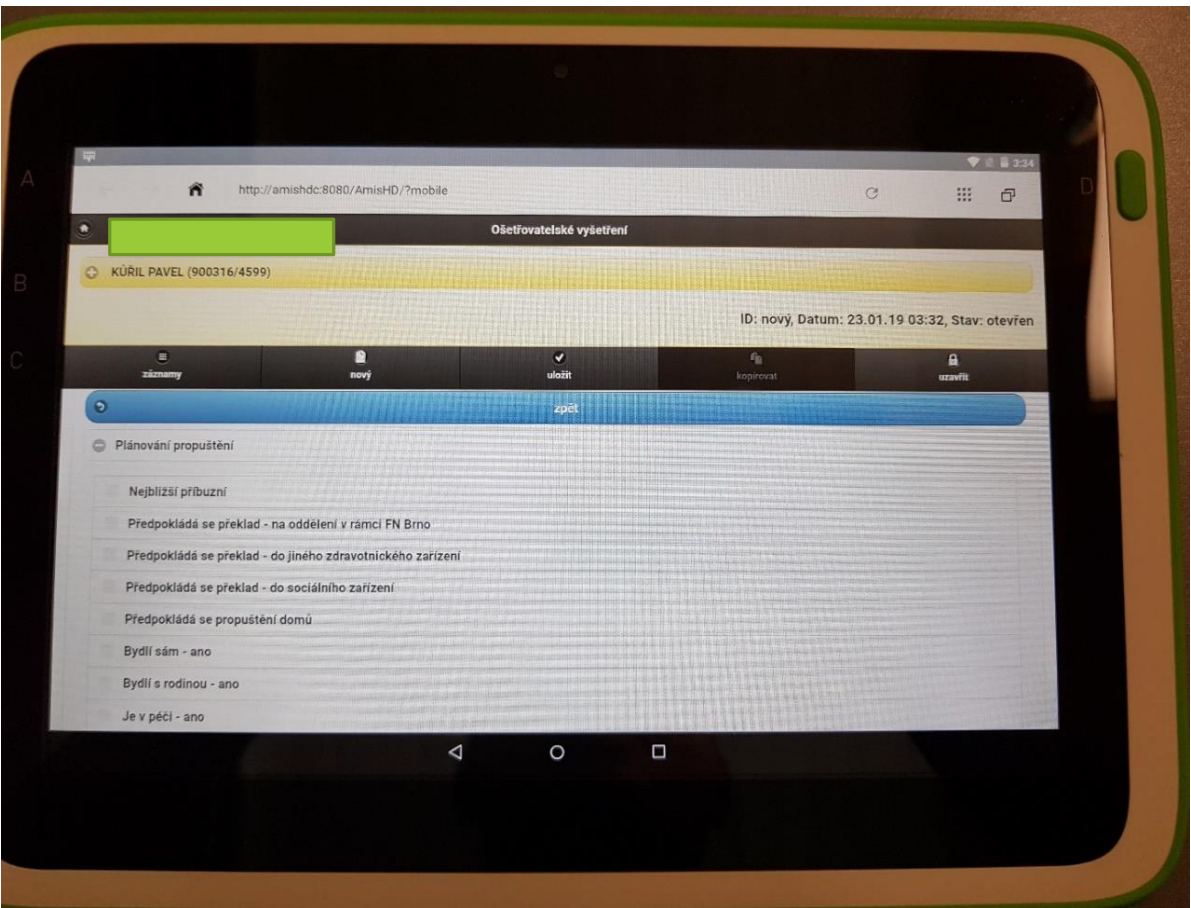 3:34
http://amishdc:8080/AmisHD/?mobile
Ošetřovatelské vyšetření
KŮŘIL PAVEL (900316/4599)
ID: nový, Datum: 23.01.19 03:32, Stav: otevřen
záznamy nový uložit kopírovat uzavřít
zpět
Plánování propuštění
Nejbližší příbuzní
Předpokládá se překlad - na oddělení v rámci FN Brno
Předpokládá se překlad - do jiného zdravotnického zařízení
Předpokládá se překlad - do sociálního zařízení
Předpokládá se propuštění domů
Bydlí sám - ano
Bydlí s rodinou - ano
Je v péči - ano
A
B
C
D